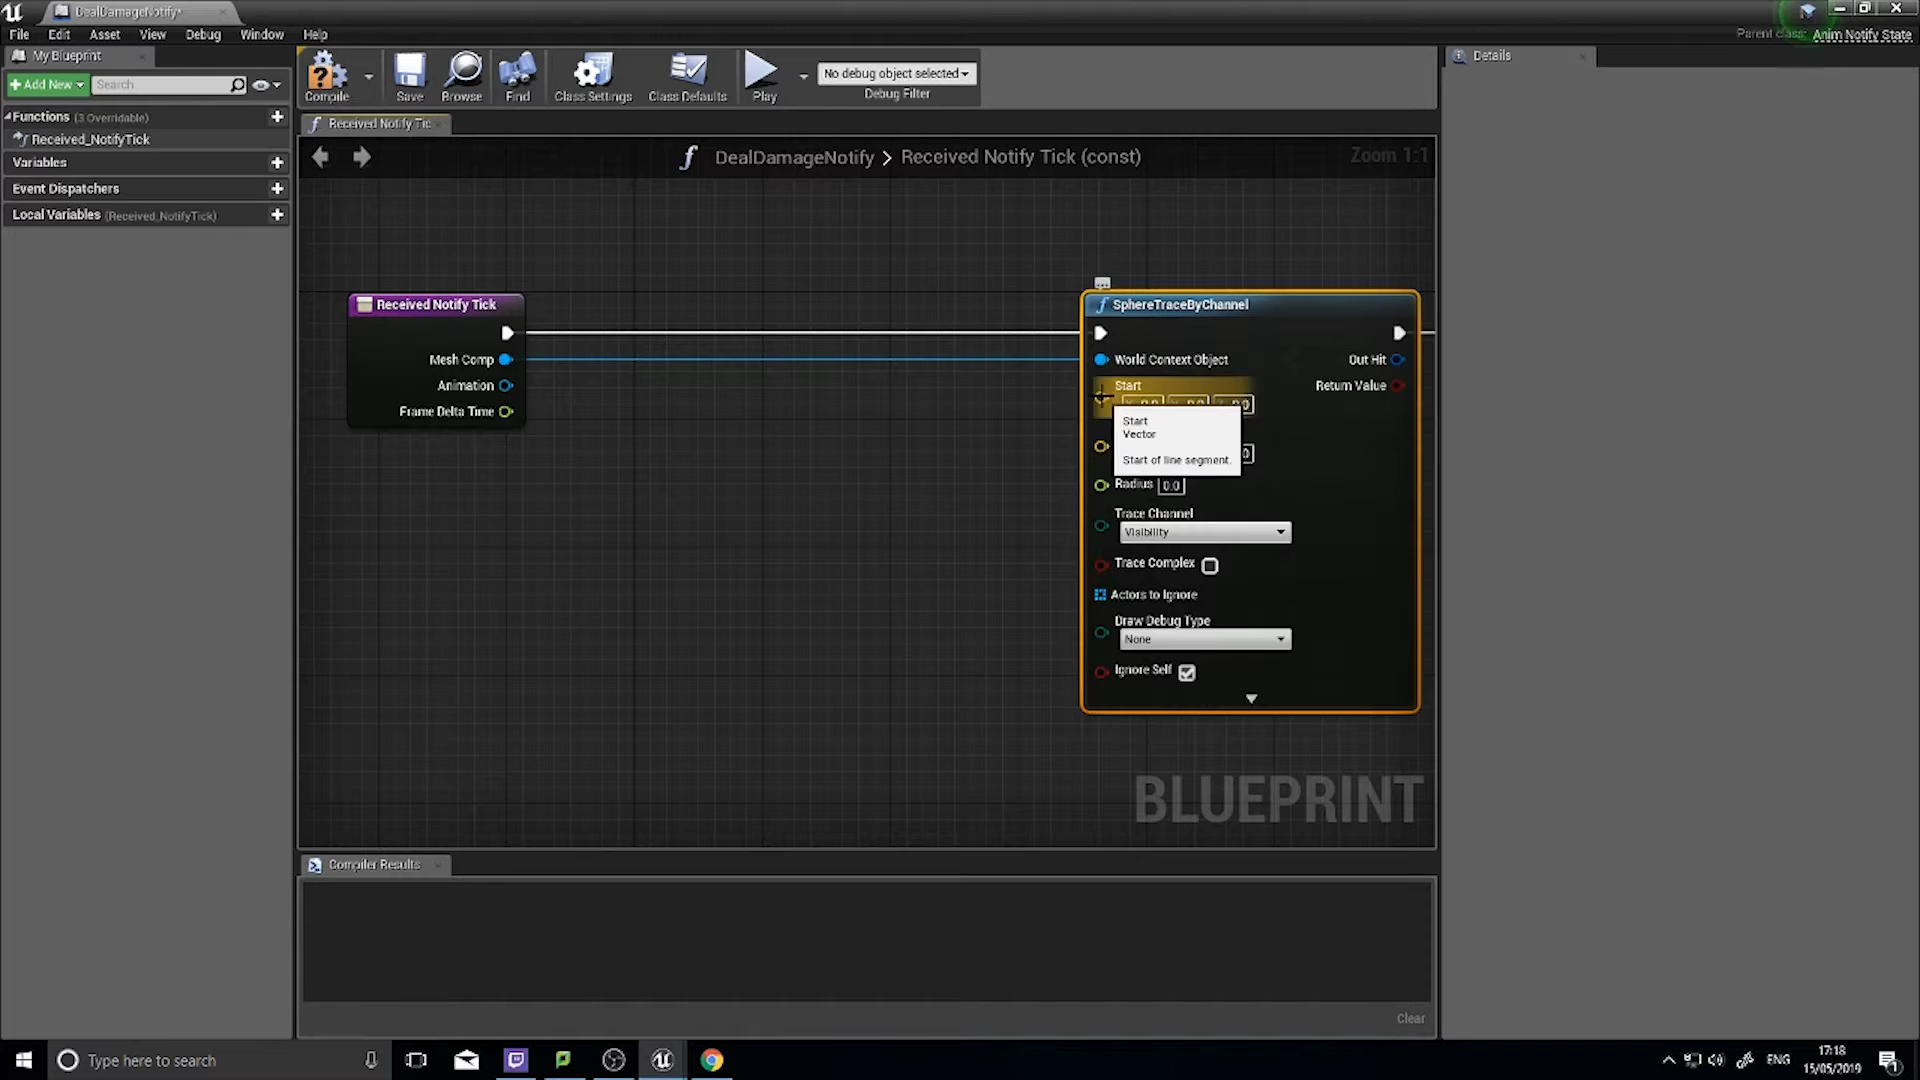 DealDamageNotify*
File Edit Asset View Debug Window Help
Parent class: Anim Notify State
My Blueprint
Details
Add New
Search
Compile
Save
Browse
Find
Class Settings
Class Defaults
Play
No debug object selected
Debug Filter
Functions (3 Overridable)
Received_NotifyTick
Variables
Event Dispatchers
Local Variables (Received_NotifyTick)
Received Notify Tic
DealDamageNotify > Received Notify Tick (const)
Zoom 1:1
Received Notify Tick
Mesh Comp
Animation
Frame Delta Time
SphereTraceByChannel
World Context Object
Out Hit
Start
Return Value
Start
Vector
Start of line segment.
Radius 0.0
Trace Channel
Visibility
Trace Complex
Actors to Ignore
Draw Debug Type
None
Ignore Self
BLUEPRINT
Compiler Results
Clear
Type here to search
ENG
17:18
15/05/2019